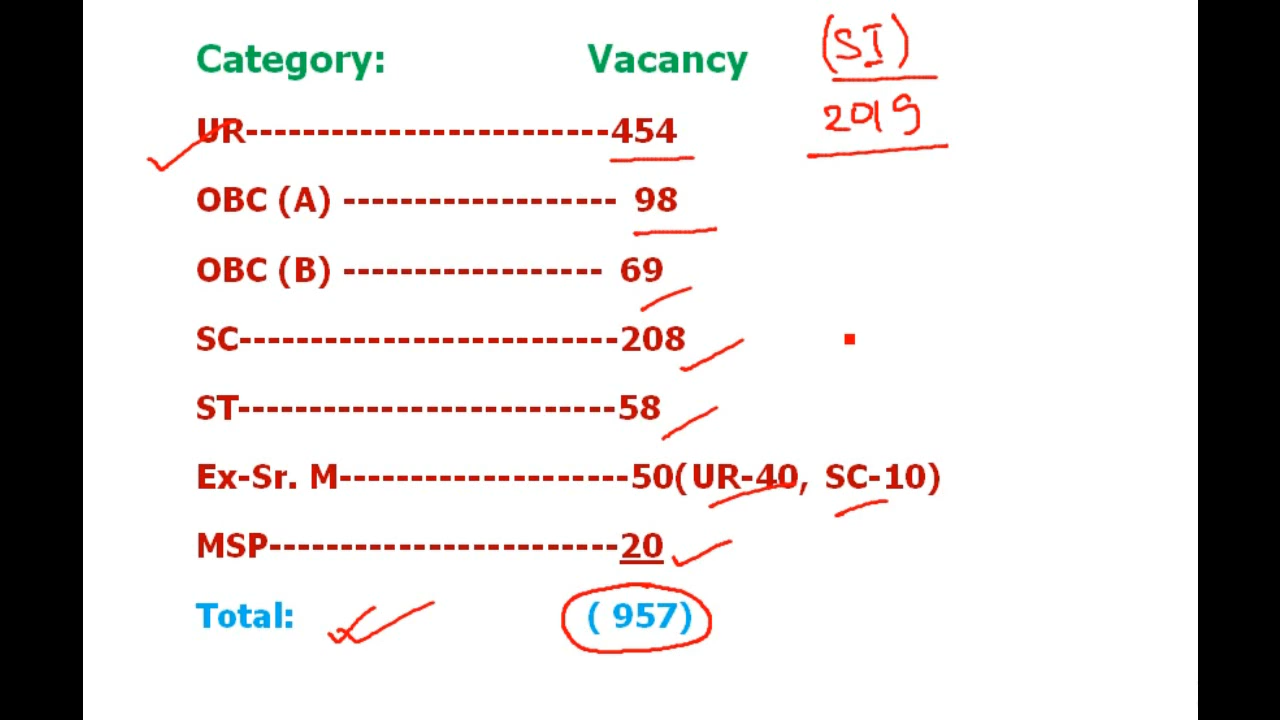 Category: Vacancy (SI)
2019
UR--------------------------454
OBC (A) ------------------- 98
OBC (B) ------------------ 69
SC---------------------------208
ST---------------------------58
Ex-Sr. M--------------------50(UR-40, SC-10)
MSP-------------------------20
Total: ( 957)